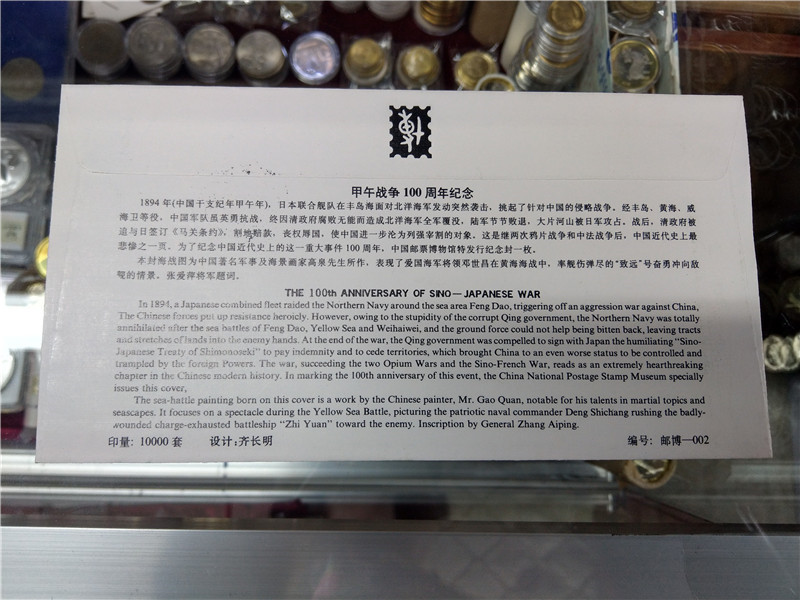 甲午战争 100 周年纪念
1894 年(中国干支纪年甲午年)，日本联合舰队在丰岛海面对北洋海军发动突然袭击，挑起了针对中国的侵略战争。经丰岛、黄海、威
海卫等役，中国军队虽英勇抗战，终因清政府腐败无能而造成北洋海军全军覆没，陆军节节败退，大片河山被日军攻占。战后，清政府被
迫与日签订《马关条约》，割地赔款，丧权辱国，使中国进一步沦为列强宰割的对象。这是继两次鸦片战争和中法战争后，中国近代史上最
悲惨之一页。为了纪念中国近代史上的这一重大事件 100 周年，中国邮票博物馆特发行纪念封一枚。
本封海战图为中国著名军事及海景画家高泉先生所作，表现了爱国海军将领邓世昌在黄海海战中，率舰伤弹尽的“致远”号奋勇冲向敌
舰的情景。张爱萍将军题词。
THE 100th ANNIVERSARY OF SINO—JAPANESE WAR
In 1894, a Japanese combined fleet raided the Northern Navy around the sea area Feng Dao, triggering off an aggression war against China,
The Chinese forces put up resistance heroicly. However, owing to the stupidity of the corrupt Qing government, the Northern Navy was totally
annihilated after the sea battles of Feng Dao, Yellow Sea and Weihaiwei, and the ground force could not help being bitten back, leaving tracts
and stretches of lands into the enemy hands. At the end of the war, the Qing government was compelled to sign with Japan the humiliating “Sino-
Japanese Treaty of Shimonoseki” to pay indemnity and to cede territories, which brought China to an even worse status to be controlled and
trampled by the foreign Powers. The war, succeeding the two Opium Wars and the Sino-French War, reads as an extremely hearthreaking
chapter in the Chinese modern history. In marking the 100th anniversary of this event, the China National Postage Stamp Museum specially
issues this cover,
The sea-battle painting born on this cover is a work by the Chinese painter, Mr. Gao Quan, notable for his talents in martial topics and
seascapes. It focuses on a spectacle during the Yellow Sea Battle, picturing the patriotic naval commander Deng Shichang rushing the badly-
wounded charge-exhausted battleship “Zhi Yuan” toward the enemy. Inscription by General Zhang Aiping.
印量: 10000 套 设计: 齐长明 编号: 邮博—002